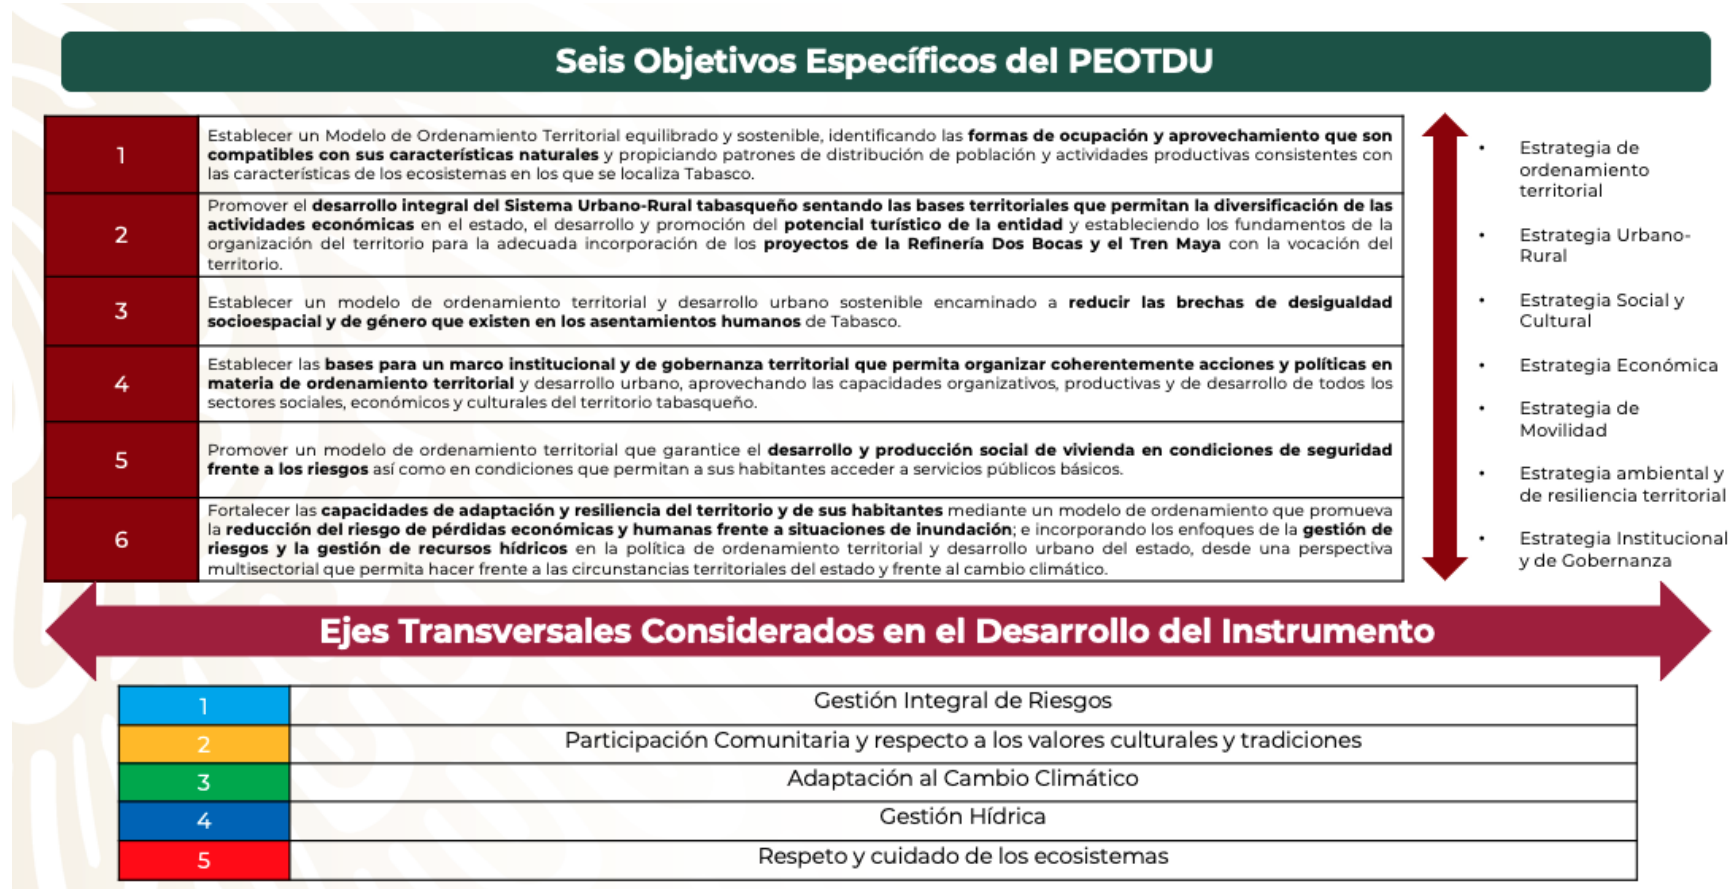 Seis Objetivos Específicos del PEOTDU
1
Establecer un Modelo de Ordenamiento Territorial equilibrado y sostenible, identificando las formas de ocupación y aprovechamiento que son
compatibles con sus características naturales y propiciando patrones de distribución de población y actividades productivas consistentes con
las características de los ecosistemas en los que se localiza Tabasco.
2
Promover el desarrollo integral del Sistema Urbano-Rural tabasqueño sentando las bases territoriales que permitan la diversificación de las
actividades económicas en el estado, el desarrollo y promoción del potencial turístico de la entidad y estableciendo los fundamentos de la
organización del territorio para la adecuada incorporación de los proyectos de la Refinería Dos Bocas y el Tren Maya con la vocación del
territorio.
3
Establecer un modelo de ordenamiento territorial y desarrollo urbano sostenible encaminado a reducir las brechas de desigualdad
socioespacial y de género que existen en los asentamientos humanos de Tabasco.
4
Establecer las bases para un marco institucional y de gobernanza territorial que permita organizar coherentemente acciones y políticas en
materia de ordenamiento territorial y desarrollo urbano, aprovechando las capacidades organizativos, productivas y de desarrollo de todos los
sectores sociales, económicos y culturales del territorio tabasqueño.
5
Promover un modelo de ordenamiento territorial que garantice el desarrollo y producción social de vivienda en condiciones de seguridad
frente a los riesgos así como en condiciones que permitan a sus habitantes acceder a servicios públicos básicos.
6
Fortalecer las capacidades de adaptación y resiliencia del territorio y de sus habitantes mediante un modelo de ordenamiento que promueva
la reducción del riesgo de pérdidas económicas y humanas frente a situaciones de inundación; e incorporando los enfoques de la gestión de
riesgos y la gestión de recursos hídricos en la política de ordenamiento territorial y desarrollo urbano del estado, desde una perspectiva
multisectorial que permita hacer frente a las circunstancias territoriales del estado y frente al cambio climático.
• Estrategia de
ordenamiento
territorial
• Estrategia Urbano-
Rural
• Estrategia Social y
Cultural
• Estrategia Económica
• Estrategia de
Movilidad
• Estrategia ambiental y
de resiliencia territorial
• Estrategia Institucional
y de Gobernanza
Ejes Transversales Considerados en el Desarrollo del Instrumento
1 Gestión Integral de Riesgos
2 Participación Comunitaria y respecto a los valores culturales y tradiciones
3 Adaptación al Cambio Climático
4 Gestión Hídrica
5 Respeto y cuidado de los ecosistemas